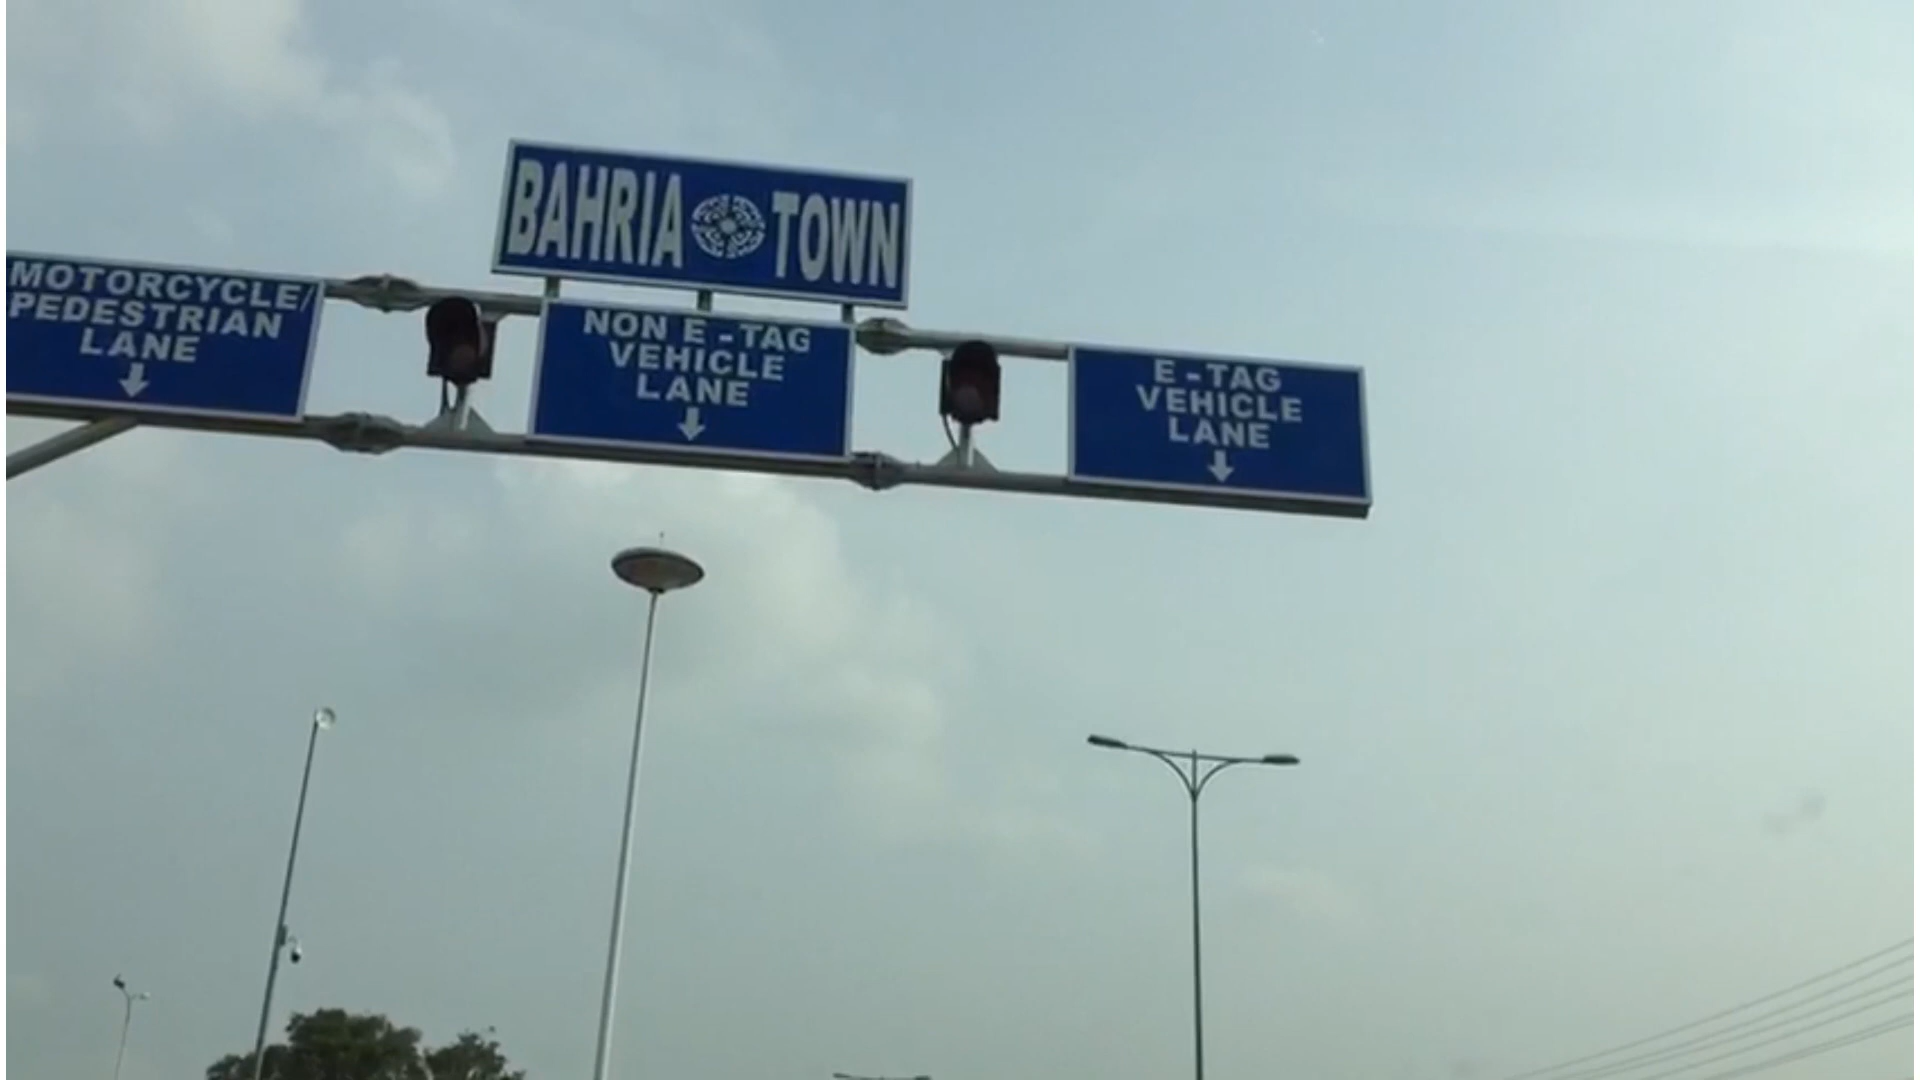 BAHRIA TOWN
MOTORCYCLE/
PEDESTRIAN
LANE
NON E-TAG
VEHICLE
LANE
E-TAG
VEHICLE
LANE